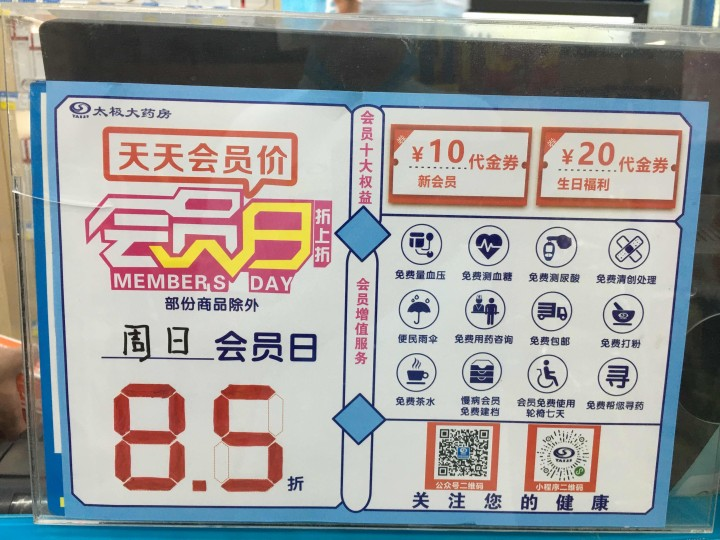 太极大药房
天天会员价
会员日
折上折
MEMBER,S DAY
部份商品除外
周日 会员日
8.5折
会员十大权益
¥10代金券
新会员
¥20代金券
生日福利
会员增值服务
免费量血压
免费测血糖
免费测尿酸
免费清创处理
便民雨伞
免费用药咨询
免费包邮
免费打粉
免费茶水
慢病会员
免费建档
会员免费使用
轮椅七天
寻
免费帮您寻药
公众号二维码
小程序二维码
关注您的健康